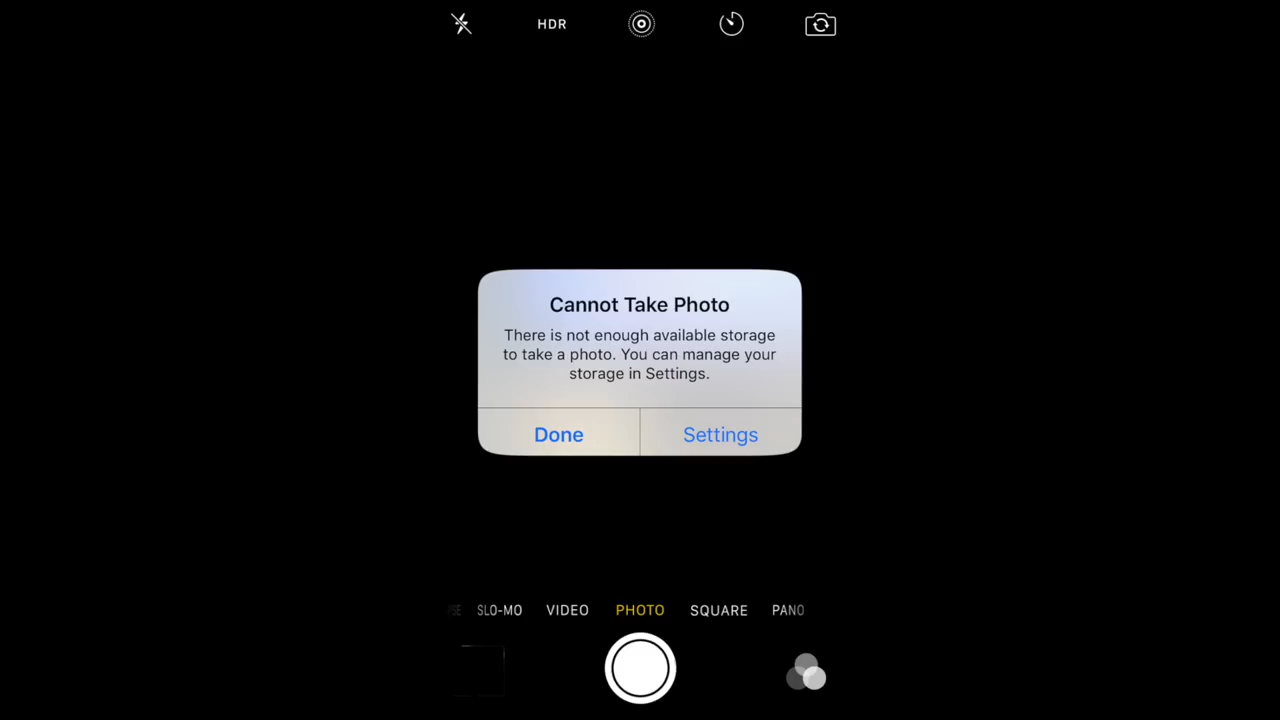 HDR
Cannot Take Photo
There is not enough available storage
to take a photo. You can manage your
storage in Settings.
Done Settings
SLO-MO VIDEO PHOTO SQUARE PANO